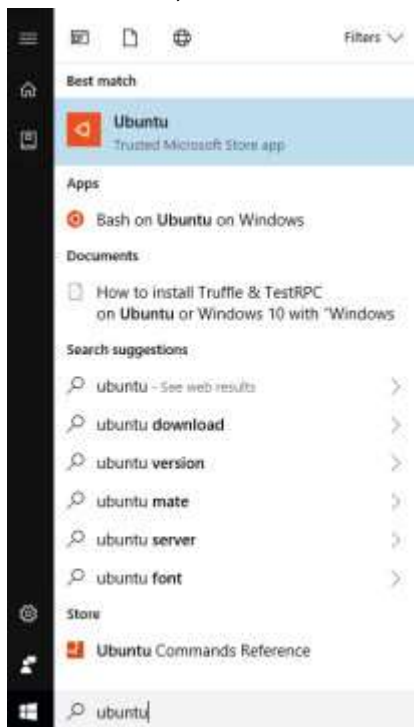 Filters
Best match
Ubuntu
Trusted Microsoft Store app
Apps
Bash on Ubuntu on Windows
Documents
How to install Truffle & TestRPC
on Ubuntu or Windows 10 with "Windows
Search suggestions
ubuntu - See web results
ubuntu download
ubuntu version
ubuntu mate
ubuntu server
ubuntu font
Store
Ubuntu Commands Reference
ubuntu